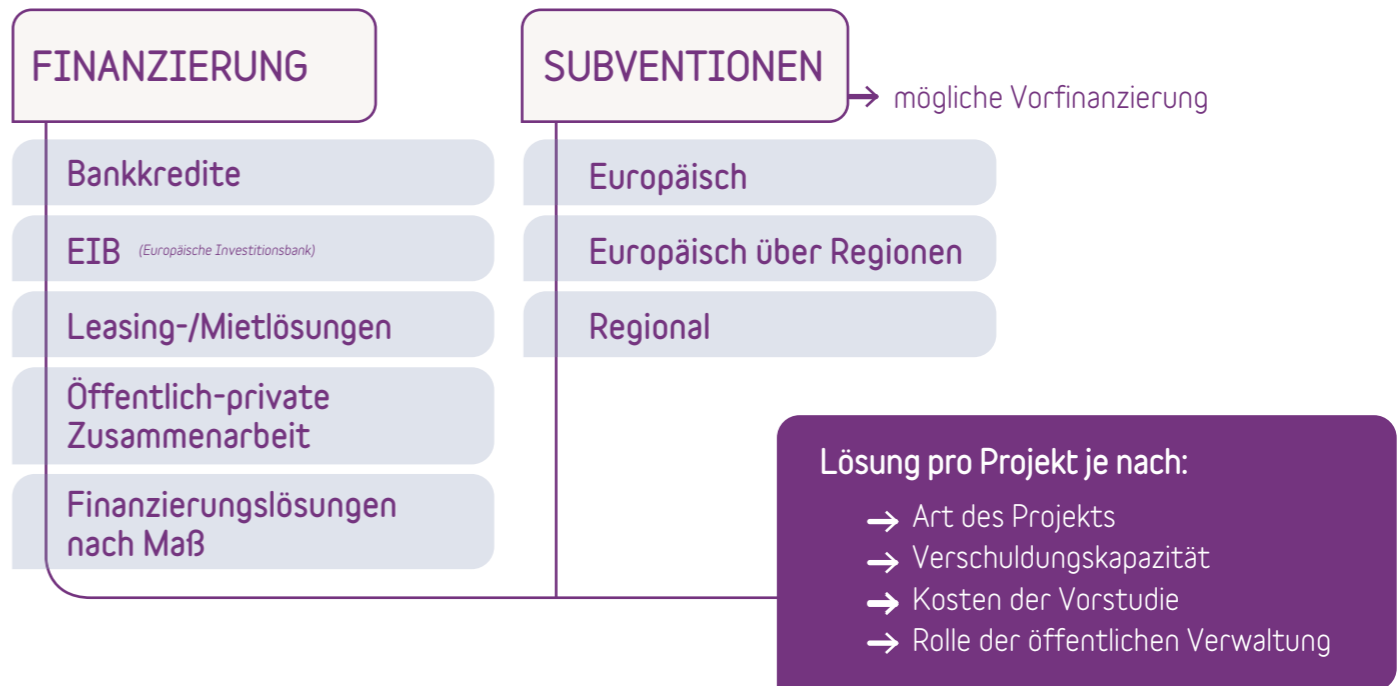 FINANZIERUNG
Bankkredite
EIB (Europäische Investitionsbank)
Leasing-/Mietlösungen
Öffentlich-private
Zusammenarbeit
Finanzierungslösungen
nach Maß
SUBVENTIONEN
→ mögliche Vorfinanzierung
Europäisch
Europäisch über Regionen
Regional
Lösung pro Projekt je nach:
→ Art des Projekts
→ Verschuldungskapazität
→ Kosten der Vorstudie
→ Rolle der öffentlichen Verwaltung